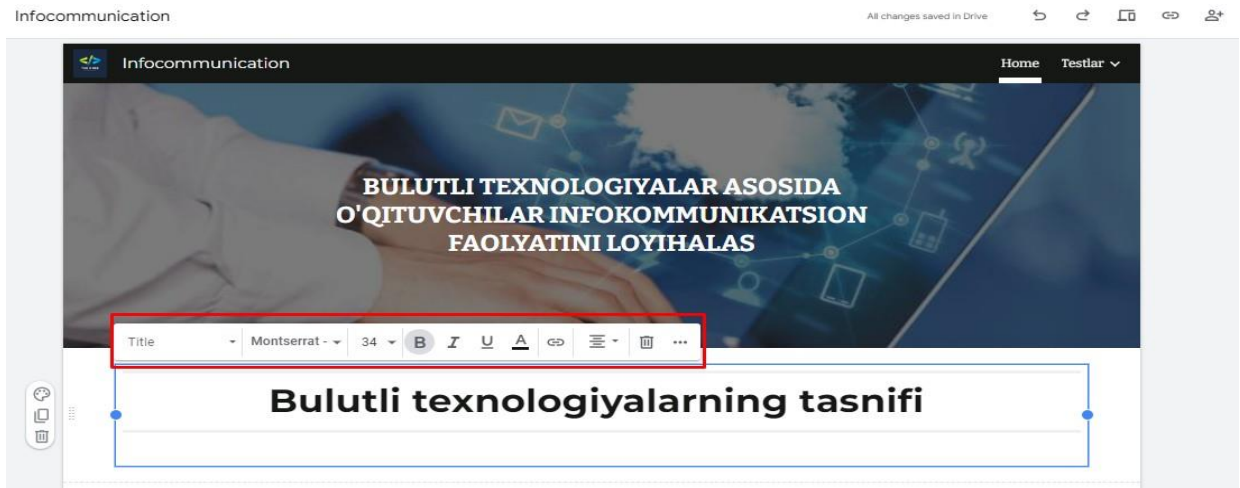 Infocommunication
All changes saved in Drive
Infocommunication
Home Testlar
BULUTLI TEXNOLOGIYALAR ASOSIDA
O'QITUVCHILAR INFOKOMMUNIKATSION
FAOLYATINI LOYIHALAS
Title Montserrat - 34 B I U A
Bulutli texnologiyalarning tasnifi